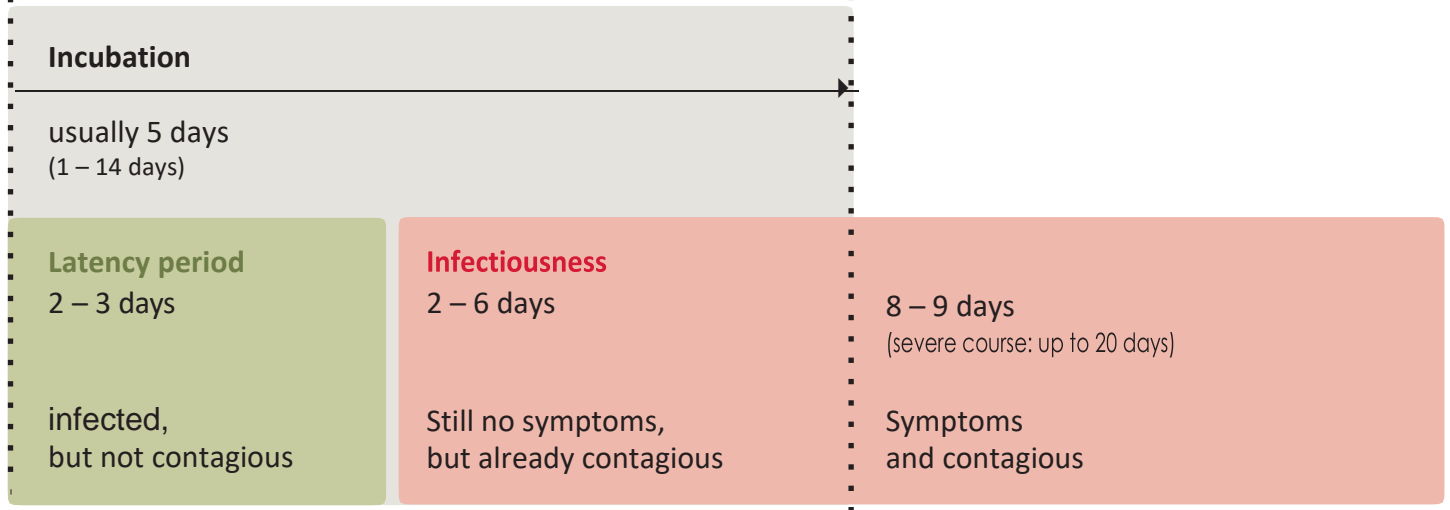 Incubation
usually 5 days
(1 – 14 days)
Latency period
2 – 3 days
infected,
but not contagious
Infectiousness
2 – 6 days
Still no symptoms,
but already contagious
8 – 9 days
(severe course: up to 20 days)
Symptoms
and contagious